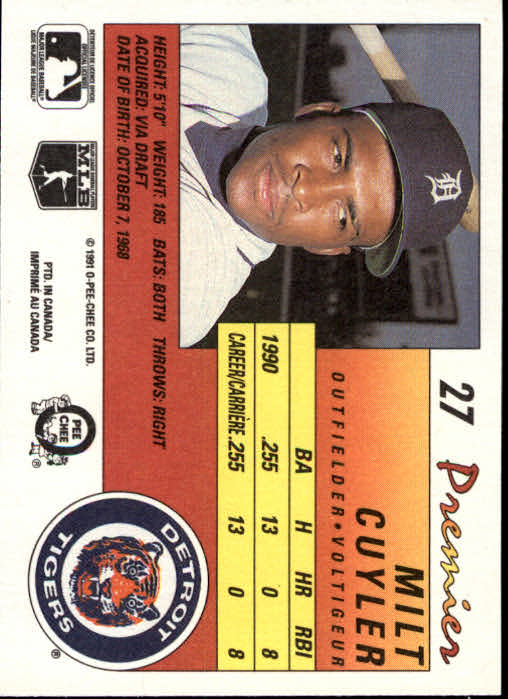 27
Premier
MILT
CUYLER
OUTFIELDER • VOLTIGEUR
BA H HR RBI
1990 .255 13 0 8
CAREER/CARRIÈRE .255 13 0 8
HEIGHT: 5'10" WEIGHT: 185 BATS: BOTH THROWS: RIGHT
ACQUIRED: VIA DRAFT
DATE OF BIRTH: OCTOBER 7, 1968
DETROIT
TIGERS
®
MLB
© 1991 O-PEE-CHEE CO. LTD.
PTD. IN CANADA/
IMPRIMÉ AU CANADA
O
PEE
CHEE
®